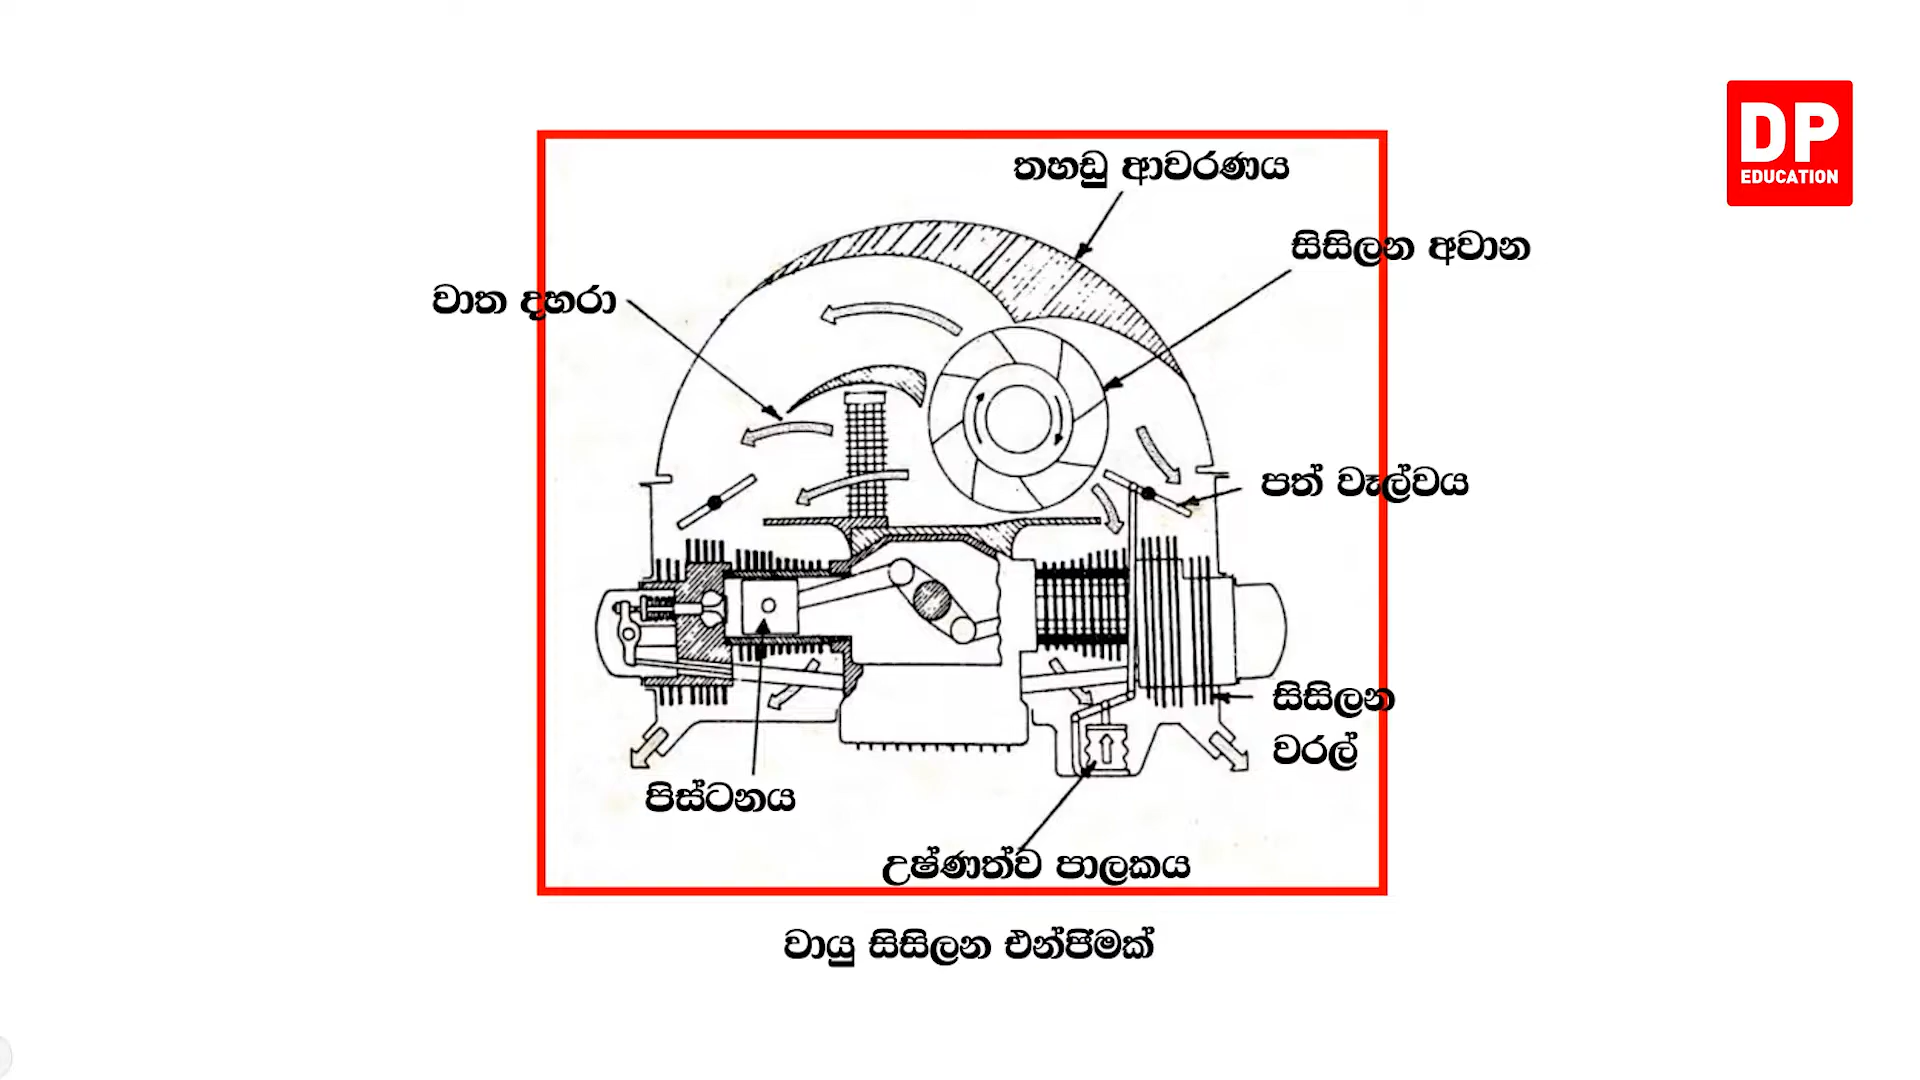 DP
EDUCATION
තහඩු ආවරණය
සිසිලන අවාන
වාත දහරා
පත් වෑල්වය
සිසිලන
වරල්
පිස්ටනය
උෂ්ණත්ව පාලකය
වායු සිසිලන එන්ජිමක්